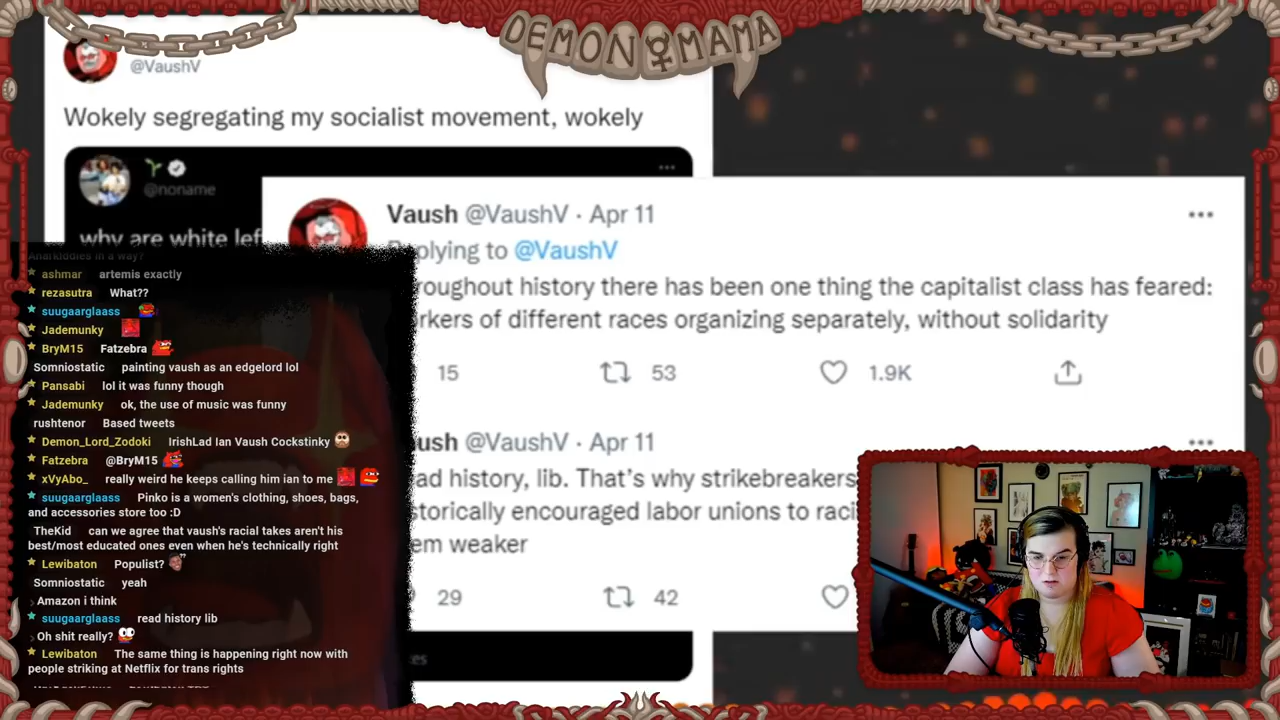 DEMON MAMA
@VaushV
Wokely segregating my socialist movement, wokely
@noname
why are white lef
Vaush @VaushV · Apr 11
plying to @VaushV
roughout history there has been one thing the capitalist class has feared:
rkers of different races organizing separately, without solidarity
15
53
1.9K
ush @VaushV · Apr 11
ad history, lib. That's why strikebreakers
storically encouraged labor unions to raci
em weaker
29
42
Anarkiddies in a way?
ashmar artemis exactly
rezasutra What??
suugaarglaass
Jademunky
BryM15 Fatzebra
Somniostatic painting vaush as an edgelord lol
Pansabi lol it was funny though
Jademunky ok, the use of music was funny
rushtenor Based tweets
Demon_Lord_Zodoki IrishLad Ian Vaush Cockstinky
Fatzebra @BryM15
xVyAbo_ really weird he keeps calling him ian to me
suugaarglaass Pinko is a women's clothing, shoes, bags,
and accessories store too :D
TheKid can we agree that vaush's racial takes aren't his
best/most educated ones even when he's technically right
Lewibaton Populist?
Somniostatic yeah
Amazon i think
suugaarglaass read history lib
Oh shit really?
Lewibaton The same thing is happening right now with
people striking at Netflix for trans rights